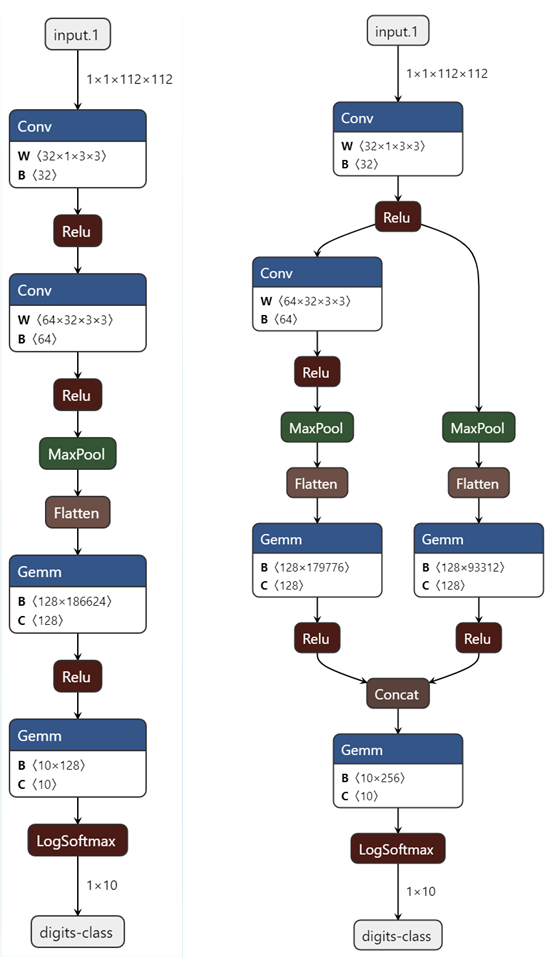 input.1
1×1×112×112
Conv
W 〈32×1×3×3〉
B 〈32〉
Relu
Conv
W 〈64×32×3×3〉
B 〈64〉
Relu
MaxPool
Flatten
Gemm
B 〈128×186624〉
C 〈128〉
Relu
Gemm
B 〈10×128〉
C 〈10〉
LogSoftmax
1×10
digits-class
input.1
1×1×112×112
Conv
W 〈32×1×3×3〉
B 〈32〉
Relu
Conv
W 〈64×32×3×3〉
B 〈64〉
Relu
MaxPool
MaxPool
Flatten
Flatten
Gemm
B 〈128×179776〉
C 〈128〉
Gemm
B 〈128×93312〉
C 〈128〉
Relu
Relu
Concat
Gemm
B 〈10×256〉
C 〈10〉
LogSoftmax
1×10
digits-class